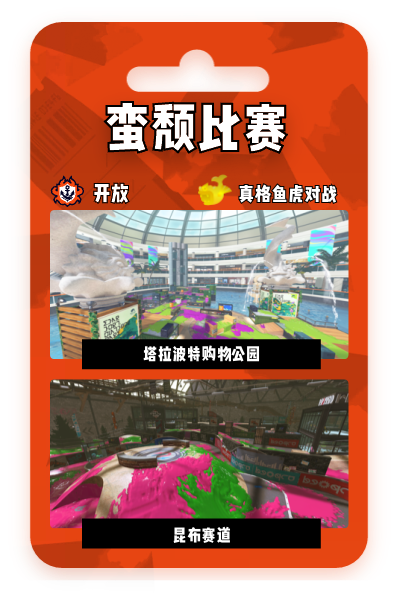 蛮颓比赛
开放
真格鱼虎对战
塔拉波特购物公园
昆布赛道